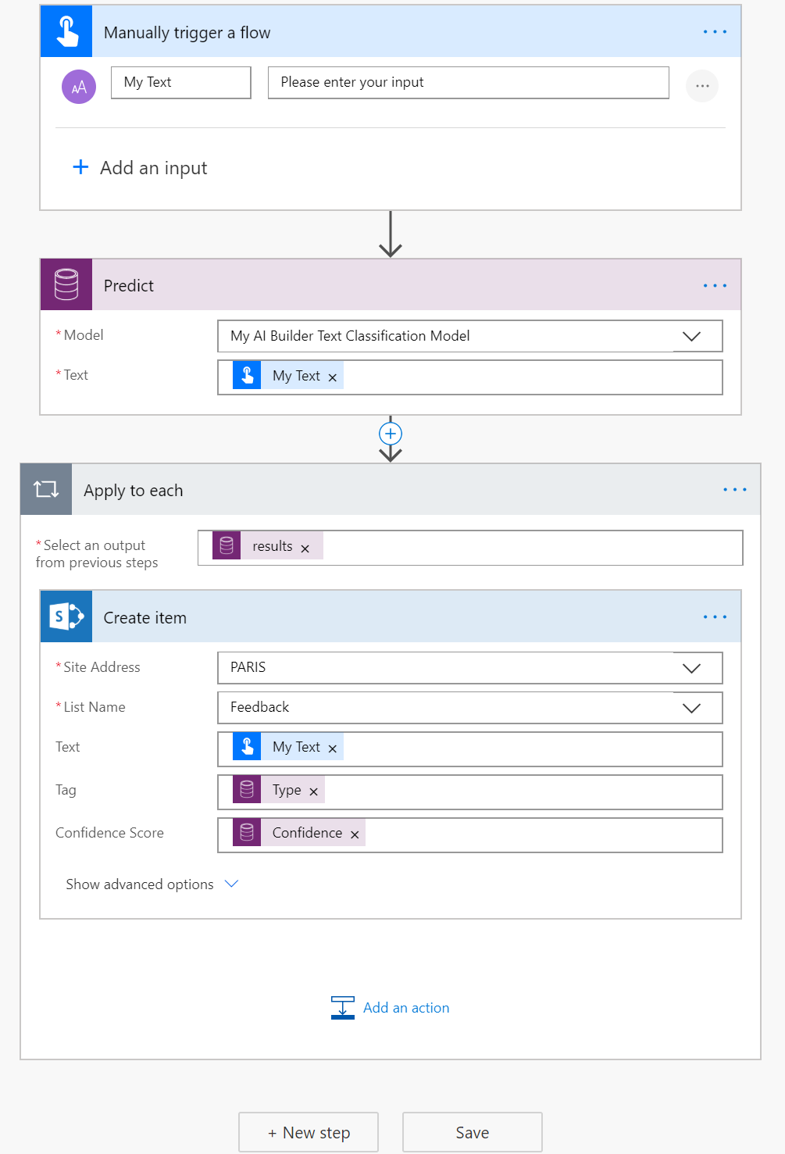 Manually trigger a flow
AA My Text Please enter your input
+ Add an input
Predict
* Model My AI Builder Text Classification Model
* Text My Text ×
Apply to each
* Select an output
from previous steps
results ×
S Create item
* Site Address PARIS
* List Name Feedback
Text My Text ×
Tag Type ×
Confidence Score Confidence ×
Show advanced options
Add an action
+ New step Save